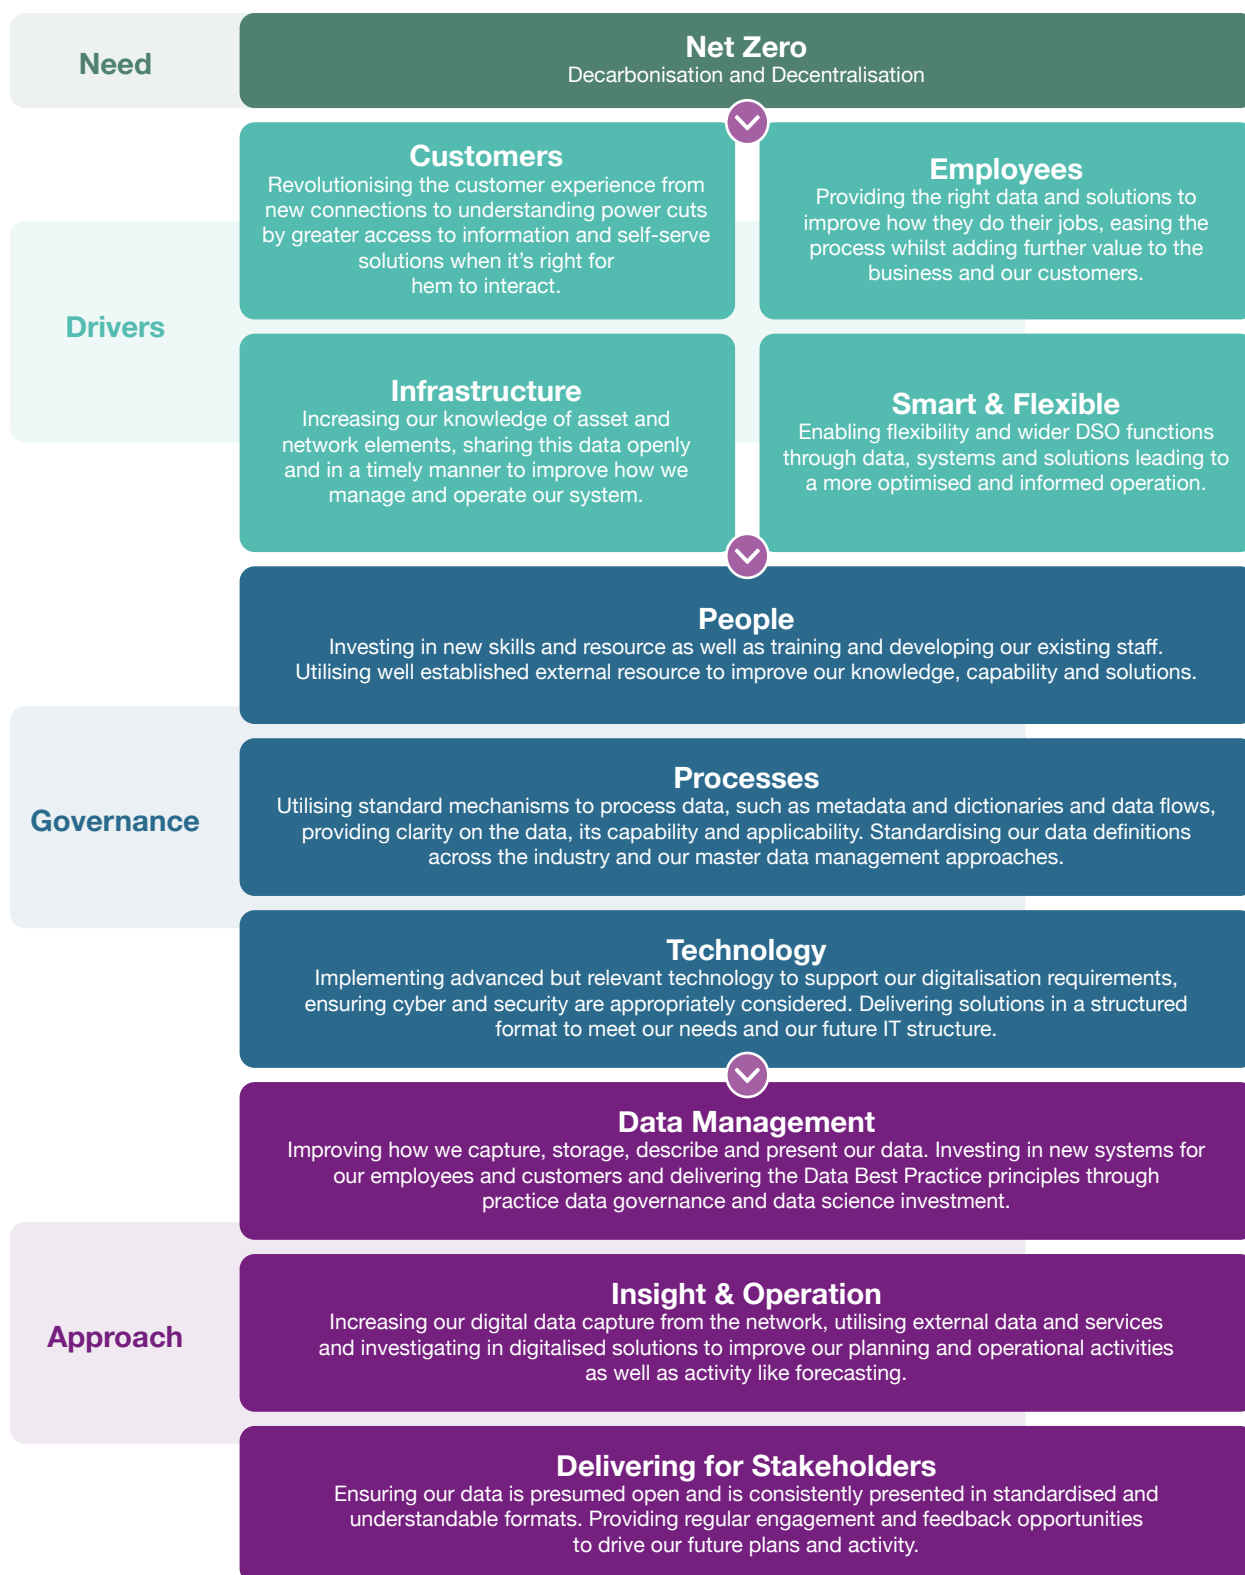 Need
Net Zero
Decarbonisation and Decentralisation
Drivers
Customers
Revolutionising the customer experience from
new connections to understanding power cuts
by greater access to information and self-serve
solutions when it's right for
hem to interact.
Employees
Providing the right data and solutions to
improve how they do their jobs, easing the
process whilst adding further value to the
business and our customers.
Infrastructure
Increasing our knowledge of asset and
network elements, sharing this data openly
and in a timely manner to improve how we
manage and operate our system.
Smart & Flexible
Enabling flexibility and wider DSO functions
through data, systems and solutions leading to
a more optimised and informed operation.
Governance
People
Investing in new skills and resource as well as training and developing our existing staff.
Utilising well established external resource to improve our knowledge, capability and solutions.
Processes
Utilising standard mechanisms to process data, such as metadata and dictionaries and data flows,
providing clarity on the data, its capability and applicability. Standardising our data definitions
across the industry and our master data management approaches.
Technology
Implementing advanced but relevant technology to support our digitalisation requirements,
ensuring cyber and security are appropriately considered. Delivering solutions in a structured
format to meet our needs and our future IT structure.
Approach
Data Management
Improving how we capture, storage, describe and present our data. Investing in new systems for
our employees and customers and delivering the Data Best Practice principles through
practice data governance and data science investment.
Insight & Operation
Increasing our digital data capture from the network, utilising external data and services
and investigating in digitalised solutions to improve our planning and operational activities
as well as activity like forecasting.
Delivering for Stakeholders
Ensuring our data is presumed open and is consistently presented in standardised and
understandable formats. Providing regular engagement and feedback opportunities
to drive our future plans and activity.